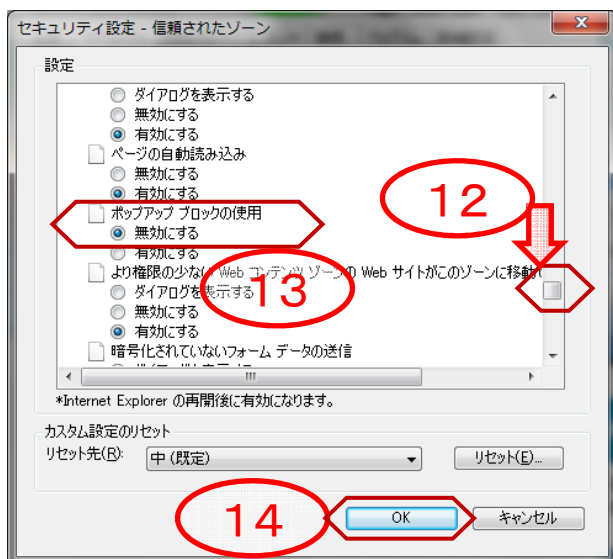 セキュリティ設定 - 信頼されたゾーン
設定
ダイアログを表示する
無効にする
有効にする
ページの自動読み込み
無効にする
有効にする
ポップアップ ブロックの使用
無効にする
有効にする
より権限の少ない Web コンテンツ ゾーンの Web サイトがこのゾーンに移動
ダイアログを表示する
無効にする
有効にする
暗号化されていないフォーム データの送信
*Internet Explorer の再開後に有効になります。
カスタム設定のリセット
リセット先(R):
中 (既定)
リセット(E)...
OK
キャンセル
12
13
14